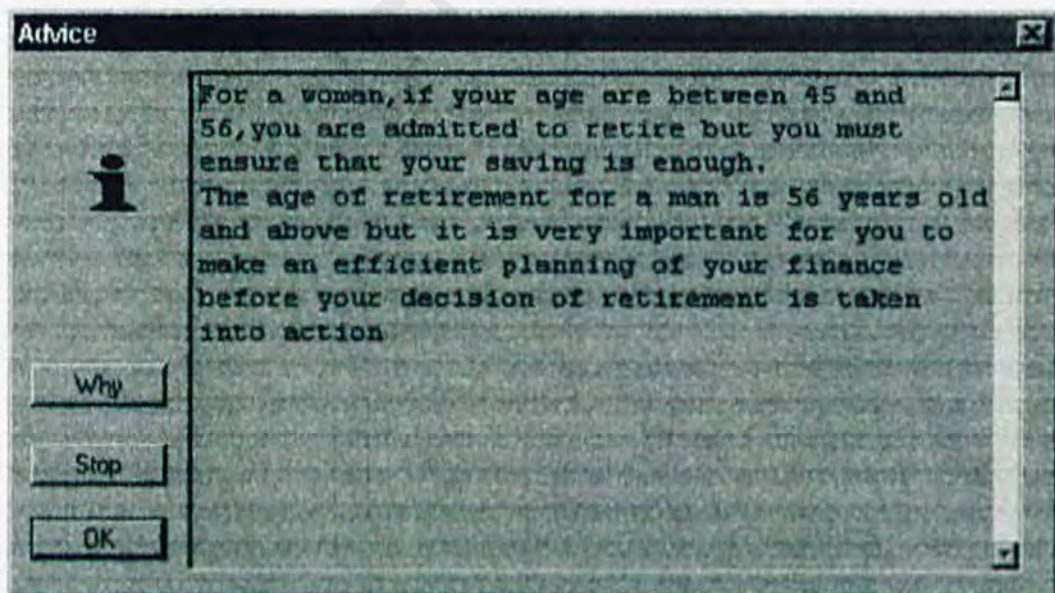 Advice
For a woman,if your age are between 45 and
56,you are admitted to retire but you must
ensure that your saving is enough.
The age of retirement for a man is 56 years old
and above but it is very important for you to
make an efficient planning of your finance
before your decision of retirement is taken
into action
Why
Stop
OK